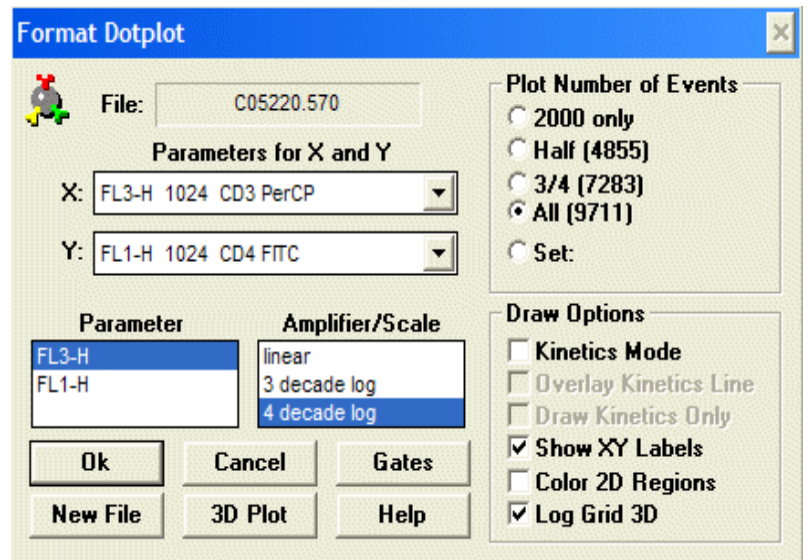 Format Dotplot
File: C05220.570
Parameters for X and Y
X: FL3-H 1024 CD3 PerCP
Y: FL1-H 1024 CD4 FITC
Plot Number of Events
2000 only
Half (4855)
3/4 (7283)
All (9711)
Set:
Parameter
FL3-H
FL1-H
Amplifier/Scale
linear
3 decade log
4 decade log
Draw Options
Kinetics Mode
Overlay Kinetics Line
Draw Kinetics Only
Show XY Labels
Color 2D Regions
Log Grid 3D
Ok Cancel Gates
New File 3D Plot Help